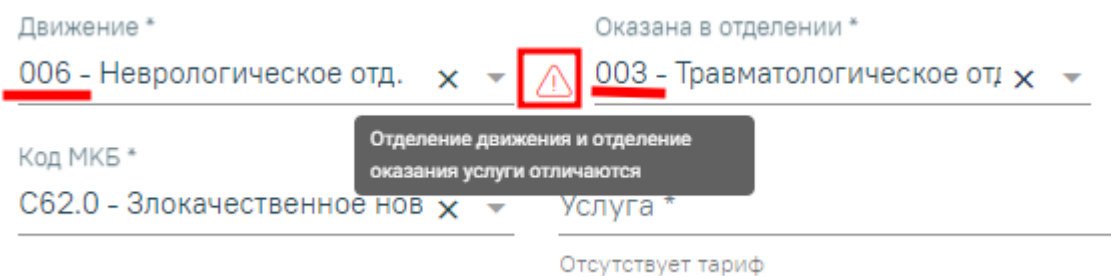 Движение *
Оказана в отделении *
006 - Неврологическое отд.
003 - Травматологическое отд
Отделение движения и отделение
оказания услуги отличаются
Код МКБ *
C62.0 - Злокачественное нов
Услуга *
Отсутствует тариф